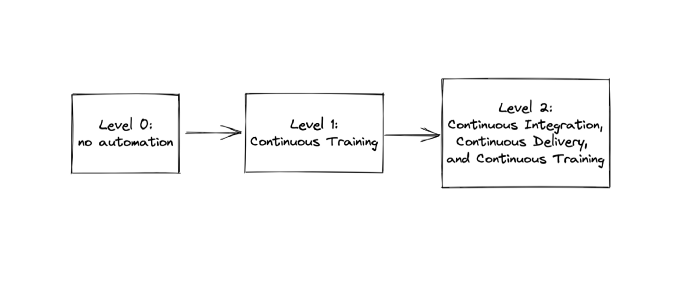 Level 0:
no automation
Level 1:
Continuous Training
Level 2:
Continuous Integration,
Continuous Delivery,
and Continuous Training